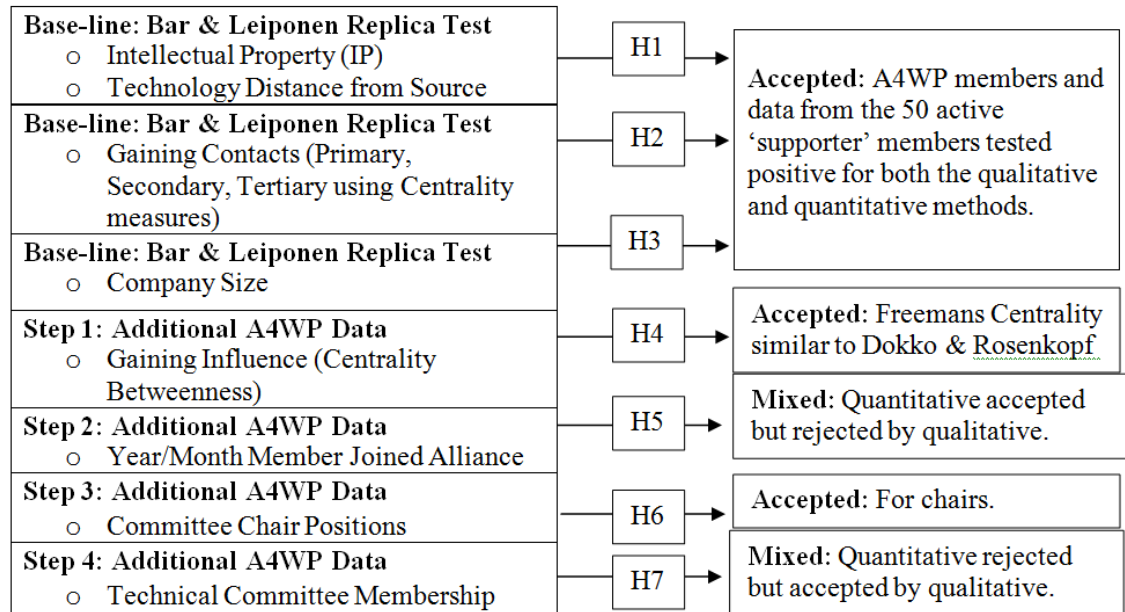 Base-line: Bar & Leiponen Replica Test
o Intellectual Property (IP)
o Technology Distance from Source
Base-line: Bar & Leiponen Replica Test
o Gaining Contacts (Primary,
Secondary, Tertiary using Centrality
measures)
Base-line: Bar & Leiponen Replica Test
o Company Size
Step 1: Additional A4WP Data
o Gaining Influence (Centrality
Betweenness)
Step 2: Additional A4WP Data
o Year/Month Member Joined Alliance
Step 3: Additional A4WP Data
o Committee Chair Positions
Step 4: Additional A4WP Data
o Technical Committee Membership
H1
H2
H3
H4
H5
H6
H7
Accepted: A4WP members and
data from the 50 active
‘supporter’ members tested
positive for both the qualitative
and quantitative methods.
Accepted: Freemans Centrality
similar to Dokko & Rosenkopf
Mixed: Quantitative accepted
but rejected by qualitative.
Accepted: For chairs.
Mixed: Quantitative rejected
but accepted by qualitative.